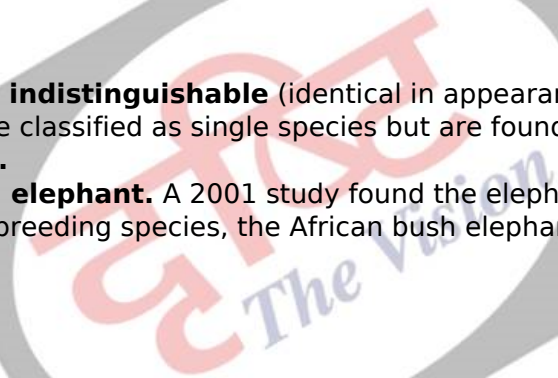 indistinguishable (identical in appearan
e classified as single species but are found
.
elephant. A 2001 study found the eleph
breeding species, the African bush elephan
दृष्टि
The Vision